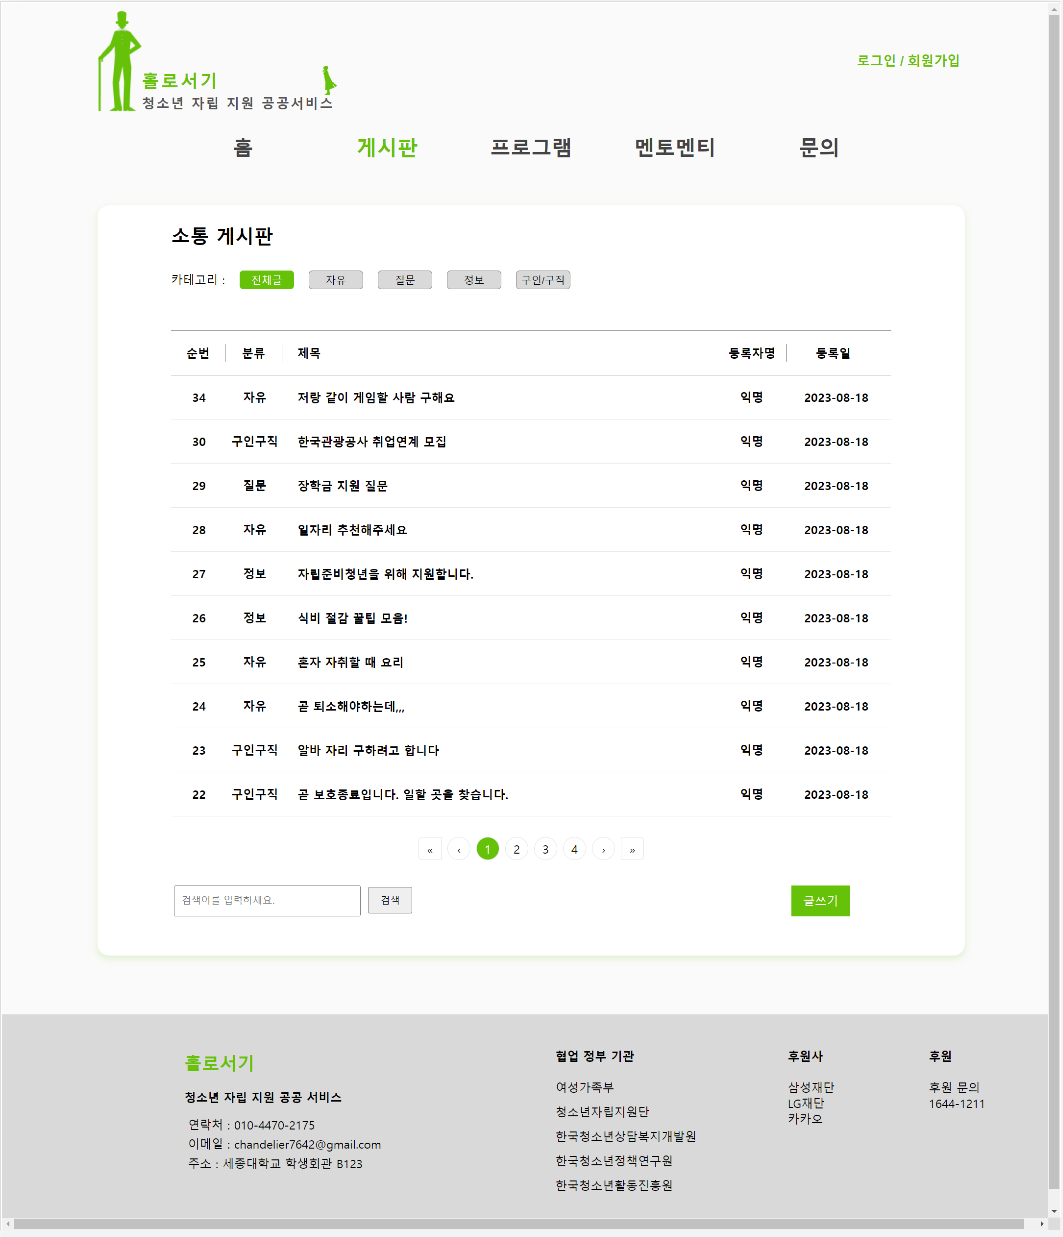 홀로서기
청소년 자립 지원 공공서비스
로그인 / 회원가입
홈 게시판 프로그램 멘토멘티 문의
소통 게시판
카테고리 : 전체글 자유 질문 정보 구인/구직
순번 분류 제목 등록자명 등록일
34 자유 저랑 같이 게임할 사람 구해요 익명 2023-08-18
30 구인구직 한국관광공사 취업연계 모집 익명 2023-08-18
29 질문 장학금 지원 질문 익명 2023-08-18
28 자유 일자리 추천해주세요 익명 2023-08-18
27 정보 자립준비청년을 위해 지원합니다. 익명 2023-08-18
26 정보 식비 절감 꿀팁 모음! 익명 2023-08-18
25 자유 혼자 자취할 때 요리 익명 2023-08-18
24 자유 곧 퇴소해야하는데,,, 익명 2023-08-18
23 구인구직 알바 자리 구하려고 합니다 익명 2023-08-18
22 구인구직 곧 보호종료입니다. 일할 곳을 찾습니다. 익명 2023-08-18
« ‹ 1 2 3 4 › »
검색어를 입력하세요. 검색 글쓰기
홀로서기
청소년 자립 지원 공공 서비스
연락처 : 010-4470-2175
이메일 : chandelier7642@gmail.com
주소 : 세종대학교 학생회관 B123
협업 정부 기관
여성가족부
청소년자립지원단
한국청소년상담복지개발원
한국청소년정책연구원
한국청소년활동진흥원
후원사
삼성재단
LG재단
카카오
후원
후원 문의
1644-1211